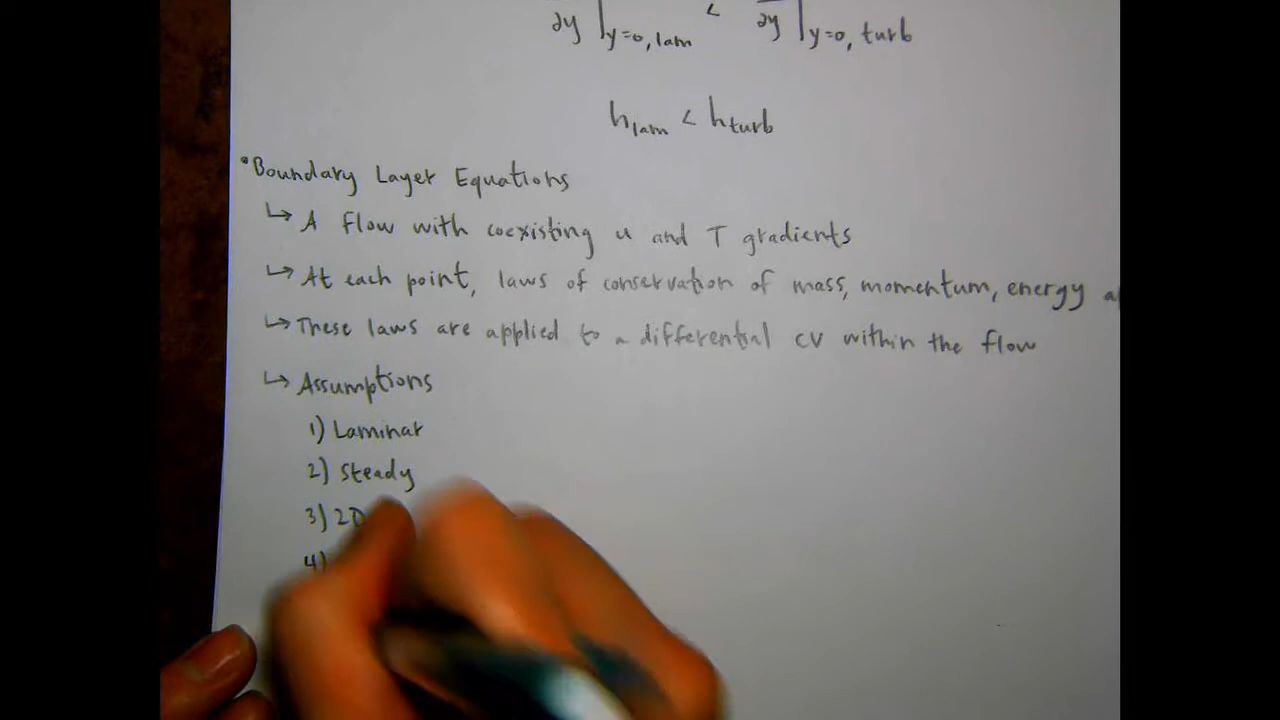 ∂y |y=0, lam < ∂y |y=0, turb
h lam < h turb
•Boundary Layer Equations
↳ A flow with coexisting u and T gradients
↳ At each point, laws of conservation of mass, momentum, energy
↳ These laws are applied to a differential CV within the flow
↳ Assumptions
1) Laminar
2) Steady
3) 2D
4)